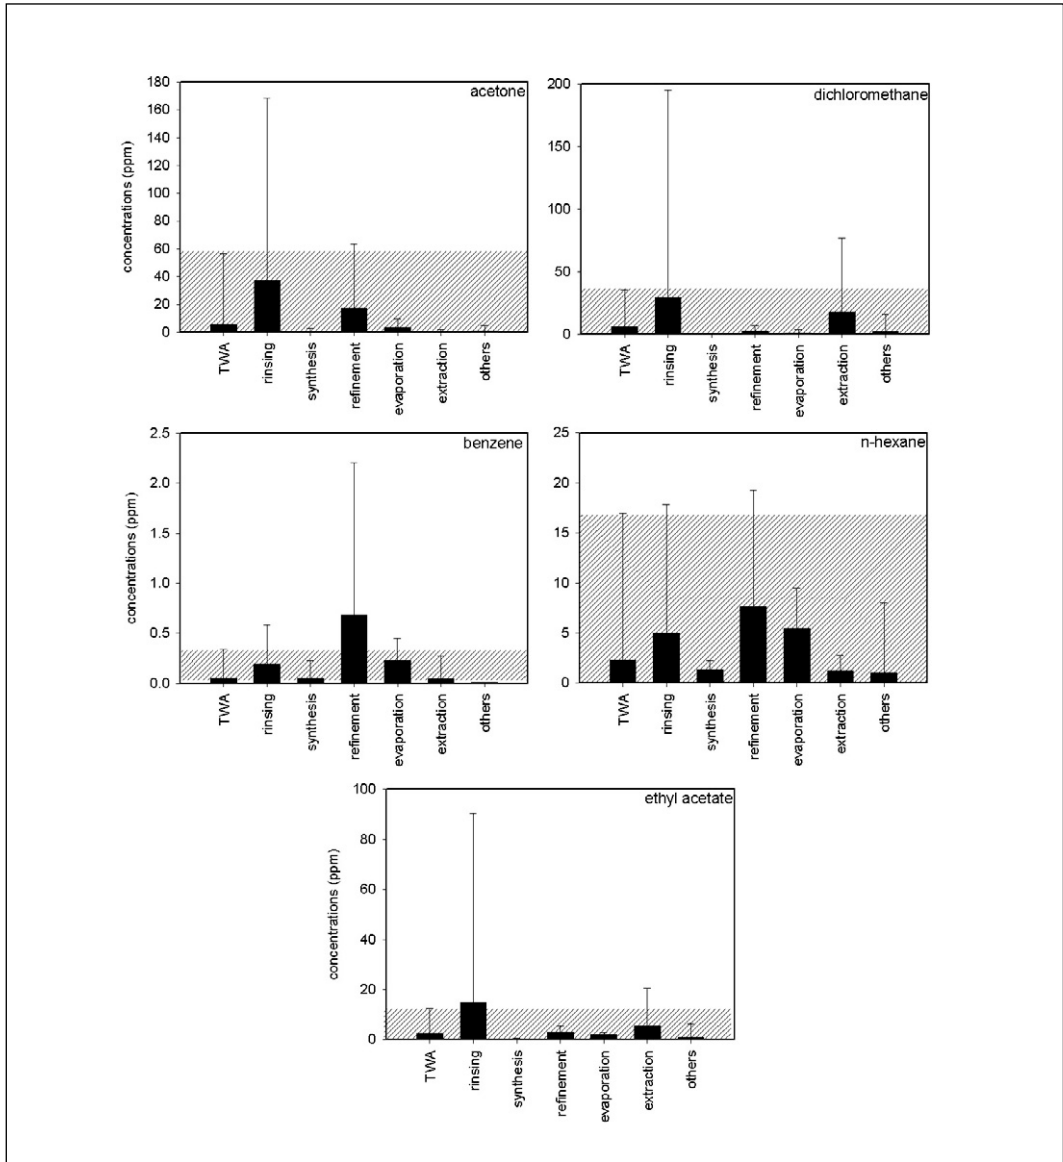 acetone
concentrations (ppm)
180
160
140
120
100
80
60
40
20
0
TWA
rinsing
synthesis
refinement
evaporation
extraction
others
dichloromethane
200
150
100
50
0
TWA
rinsing
synthesis
refinement
evaporation
extraction
others
benzene
concentrations (ppm)
2.5
2.0
1.5
1.0
0.5
0.0
TWA
rinsing
synthesis
refinement
evaporation
extraction
others
n-hexane
25
20
15
10
5
0
TWA
rinsing
synthesis
refinement
evaporation
extraction
others
ethyl acetate
concentrations (ppm)
100
80
60
40
20
0
TWA
rinsing
synthesis
refinement
evaporation
extraction
others